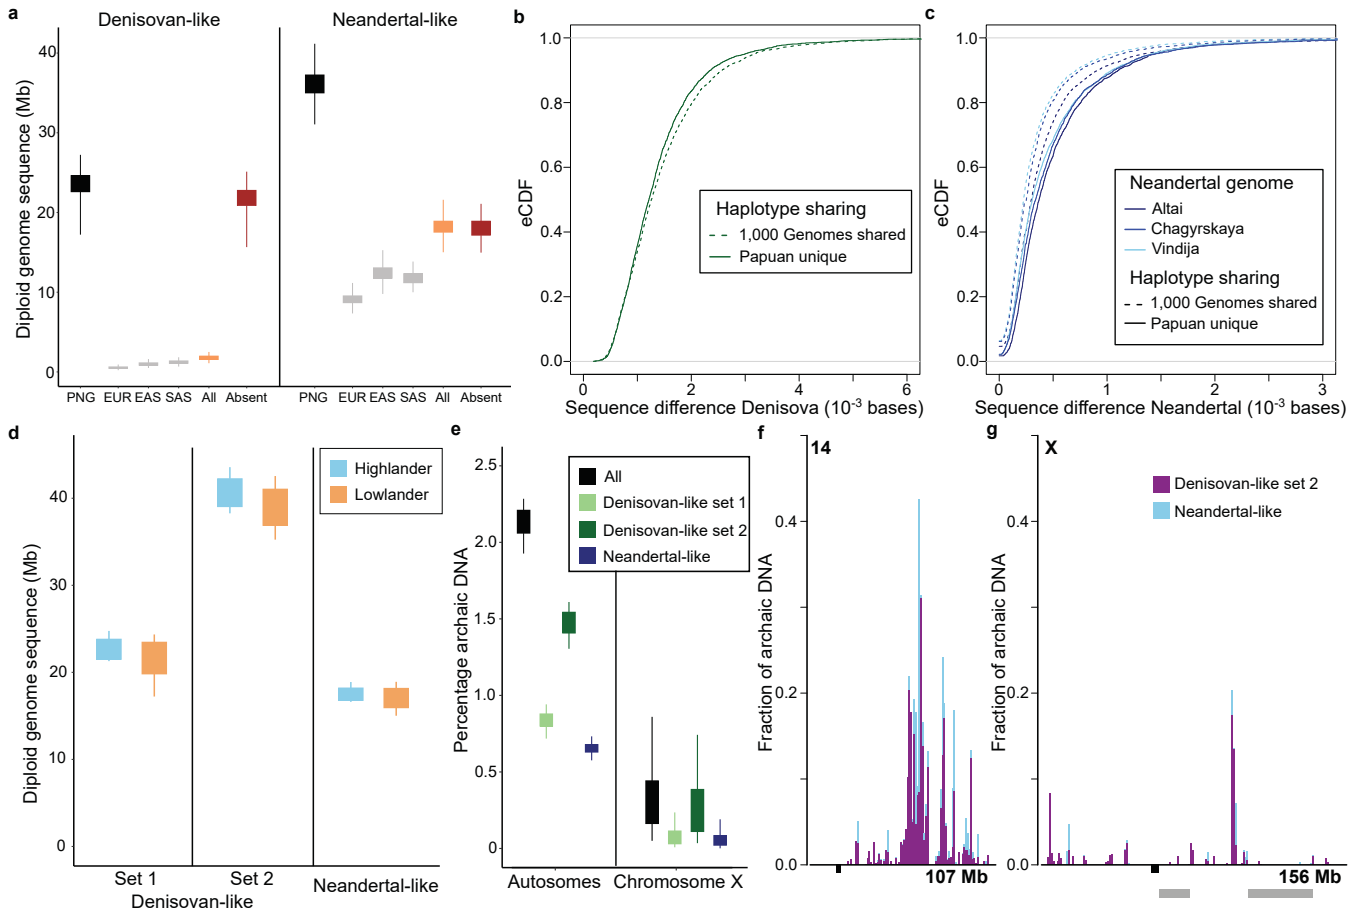 a
Denisovan-like
Neandertal-like
Diploid genome sequence (Mb)
40
30
20
10
0
PNG EUR EAS SAS All Absent
PNG EUR EAS SAS All Absent
b
eCDF
1.0
0.8
0.6
0.4
0.2
0.0
Haplotype sharing
1,000 Genomes shared
Papuan unique
0 2 4 6
Sequence difference Denisova (10-3 bases)
c
eCDF
1.0
0.8
0.6
0.4
0.2
0.0
Neandertal genome
Altai
Chagyrskaya
Vindija
Haplotype sharing
1,000 Genomes shared
Papuan unique
0 1 2 3
Sequence difference Neandertal (10-3 bases)
d
Diploid genome sequence (Mb)
40
30
20
10
0
Highlander
Lowlander
Set 1 Set 2 Neandertal-like
Denisovan-like
e
Percentage archaic DNA
2.5
2.0
1.5
1.0
0.5
0
All
Denisovan-like set 1
Denisovan-like set 2
Neandertal-like
Autosomes Chromosome X
f
14
Fraction of archaic DNA
0.4
0.2
0.0
107 Mb
g
X
Fraction of archaic DNA
0.4
0.2
0.0
Denisovan-like set 2
Neandertal-like
156 Mb